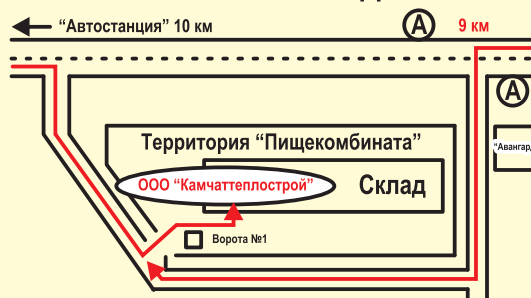 "Автостанция" 10 км
А
9 км
А
Территория "Пищекомбината"
"Авангард
ООО "Камчаттеплострой"
Склад
Ворота №1